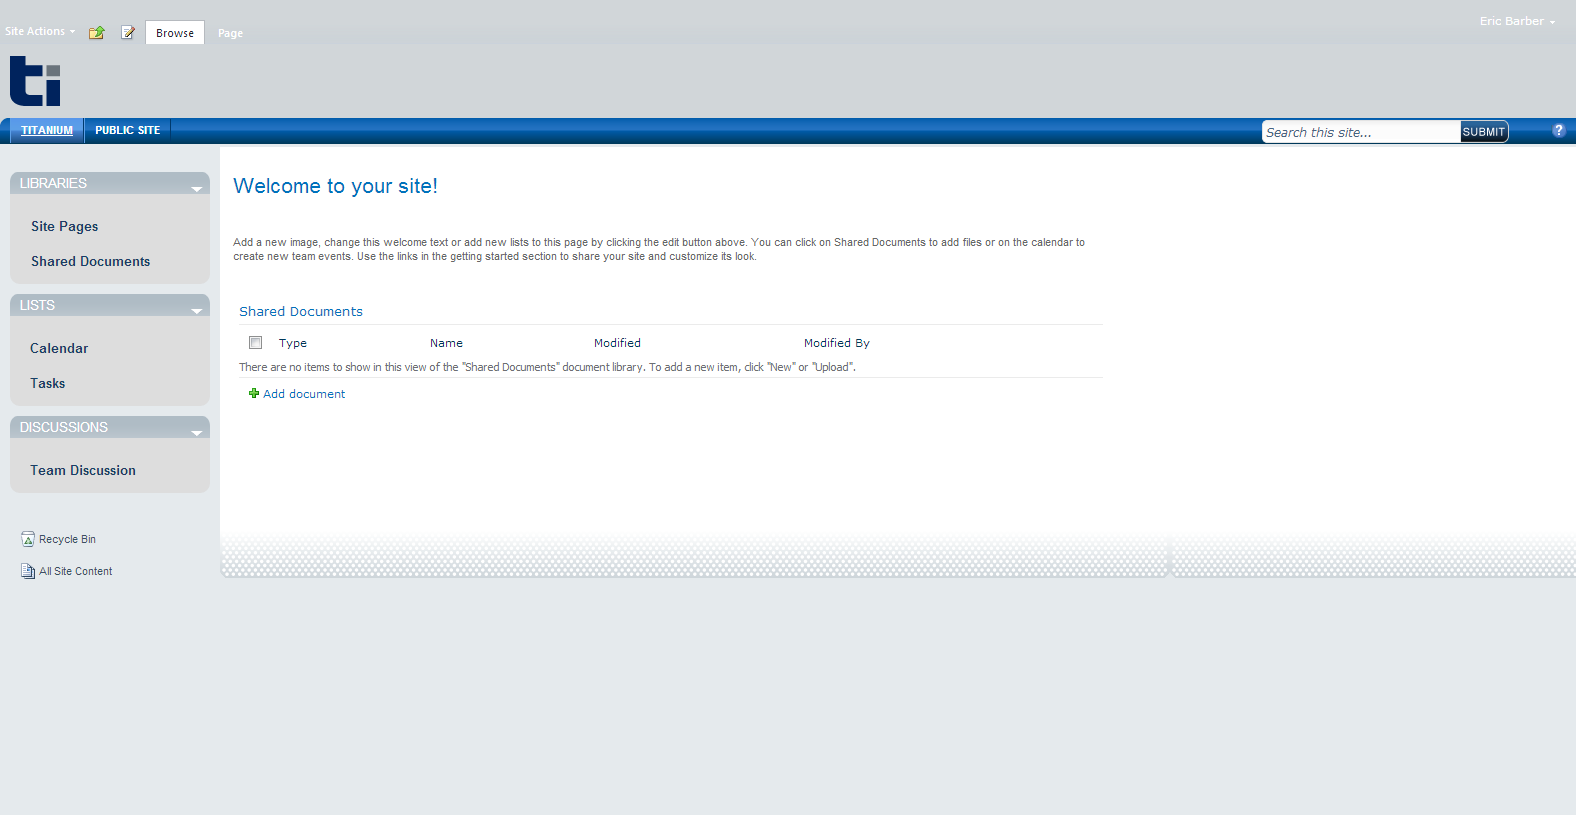 Site Actions
Browse
Page
Eric Barber
ti
TITANIUM
PUBLIC SITE
Search this site...
SUBMIT
?
LIBRARIES
Site Pages
Shared Documents
LISTS
Calendar
Tasks
DISCUSSIONS
Team Discussion
Recycle Bin
All Site Content
Welcome to your site!
Add a new image, change this welcome text or add new lists to this page by clicking the edit button above. You can click on Shared Documents to add files or on the calendar to
create new team events. Use the links in the getting started section to share your site and customize its look.
Shared Documents
Type Name Modified Modified By
There are no items to show in this view of the "Shared Documents" document library. To add a new item, click "New" or "Upload".
Add document